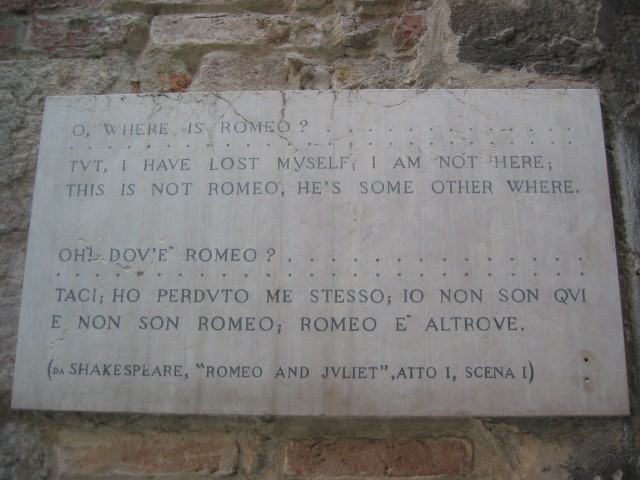 O, WHERE IS ROMEO? . . . . . . . . . . . . . . .
. . . . . . . . . . . . . . . . . . . . . . . . . . . . .
TVT, I HAVE LOST MYSELF; I AM NOT HERE;
THIS IS NOT ROMEO, HE'S SOME OTHER WHERE.
OH! DOV'E' ROMEO? . . . . . . . . . . . . . . . .
. . . . . . . . . . . . . . . . . . . . . . . . . . . . .
TACI; HO PERDVTO ME STESSO; IO NON SON QVI
E NON SON ROMEO; ROMEO E' ALTROVE.
(DA SHAKESPEARE, "ROMEO AND JVLIET", ATTO I, SCENA I)